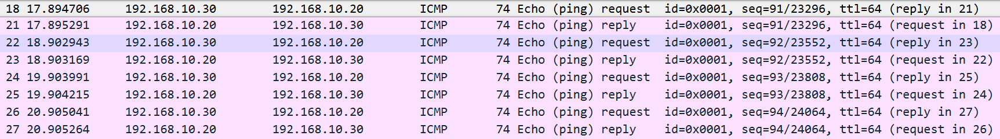 18 17.894706 192.168.10.30 192.168.10.20 ICMP 74 Echo (ping) request id=0x0001, seq=91/23296, ttl=64 (reply in 21)
21 17.895291 192.168.10.20 192.168.10.30 ICMP 74 Echo (ping) reply id=0x0001, seq=91/23296, ttl=64 (request in 18)
22 18.902943 192.168.10.30 192.168.10.20 ICMP 74 Echo (ping) request id=0x0001, seq=92/23552, ttl=64 (reply in 23)
23 18.903169 192.168.10.20 192.168.10.30 ICMP 74 Echo (ping) reply id=0x0001, seq=92/23552, ttl=64 (request in 22)
24 19.903991 192.168.10.30 192.168.10.20 ICMP 74 Echo (ping) request id=0x0001, seq=93/23808, ttl=64 (reply in 25)
25 19.904215 192.168.10.20 192.168.10.30 ICMP 74 Echo (ping) reply id=0x0001, seq=93/23808, ttl=64 (request in 24)
26 20.905041 192.168.10.30 192.168.10.20 ICMP 74 Echo (ping) request id=0x0001, seq=94/24064, ttl=64 (reply in 27)
27 20.905264 192.168.10.20 192.168.10.30 ICMP 74 Echo (ping) reply id=0x0001, seq=94/24064, ttl=64 (request in 26)